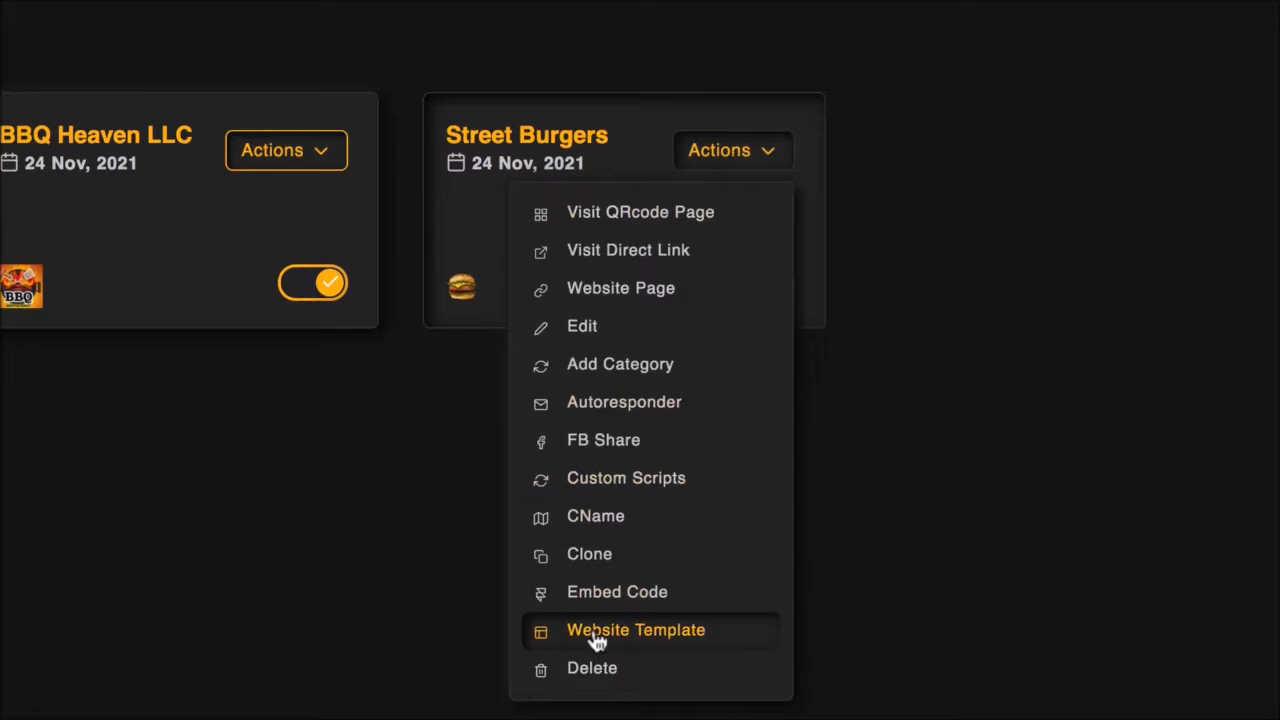 BBQ Heaven LLC
24 Nov, 2021
Actions
BBQ
Street Burgers
24 Nov, 2021
Actions
Visit QRcode Page
Visit Direct Link
Website Page
Edit
Add Category
Autoresponder
FB Share
Custom Scripts
CName
Clone
Embed Code
Website Template
Delete